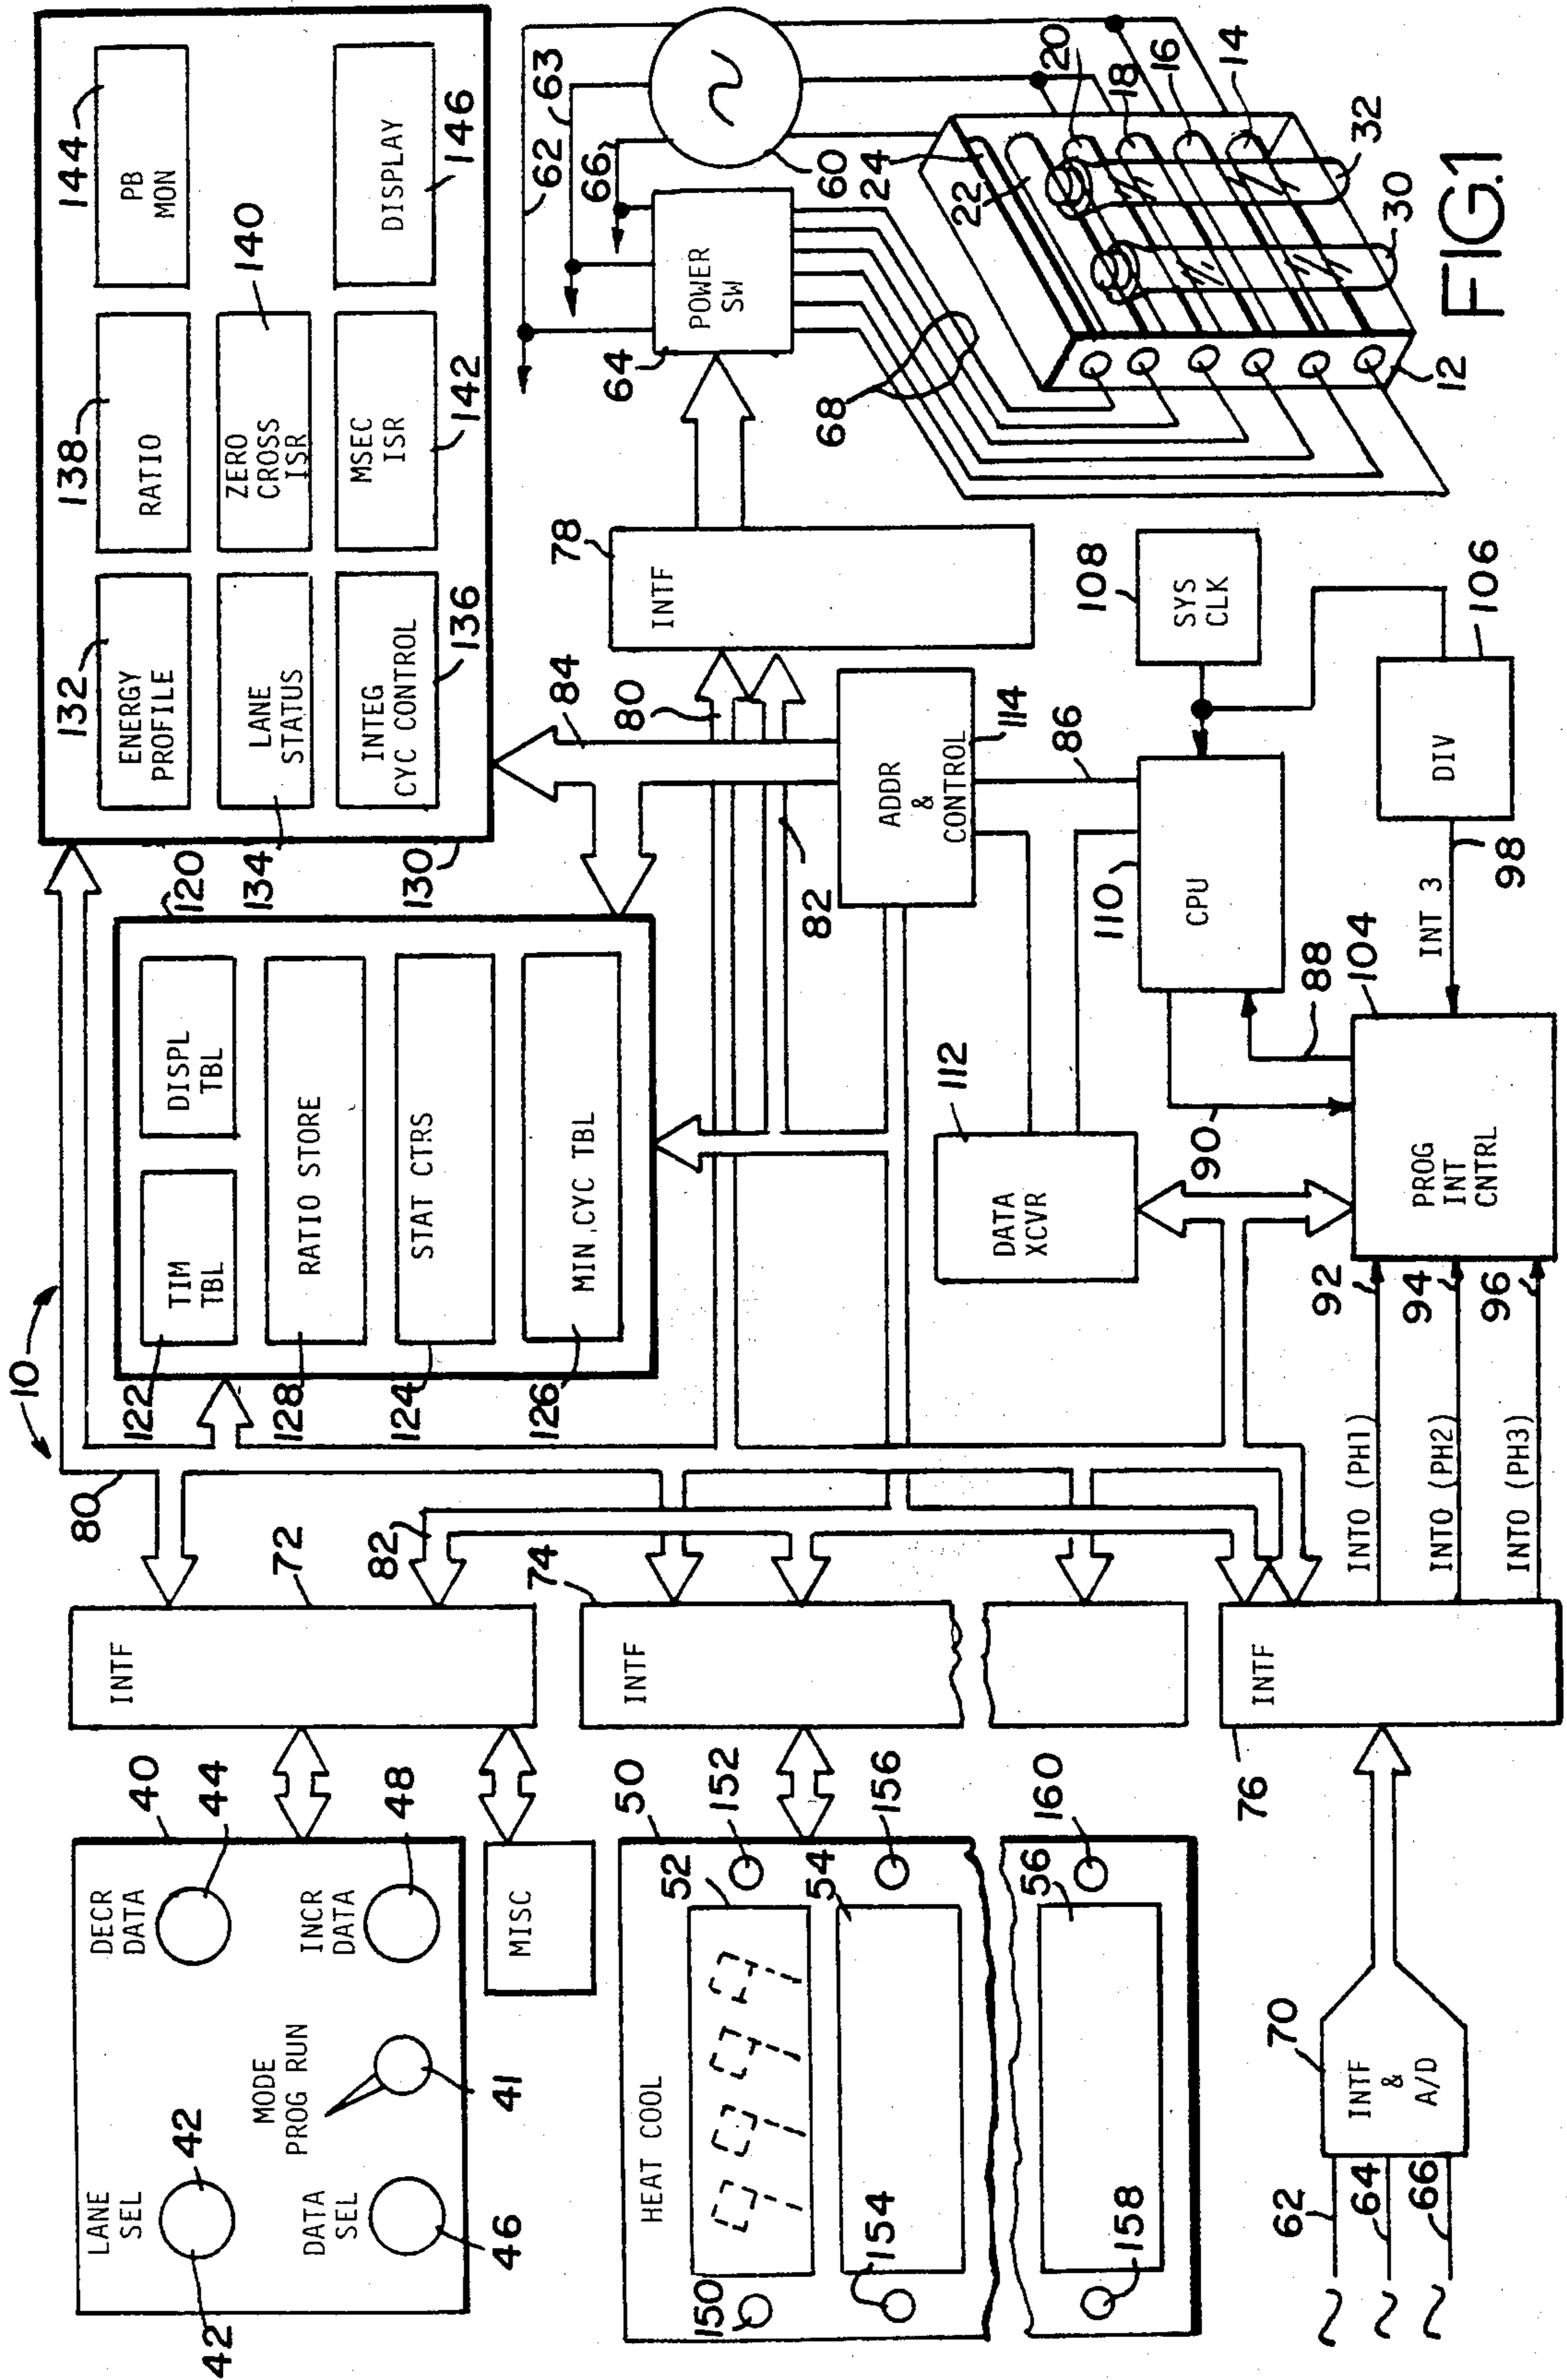 10
80
40
LANE
SEL
42
42
DECR
DATA
44
MODE
PROG RUN
41
DATA
SEL
46
INCR
DATA
48
MISC
INTF
72
82
120
TIM
TBL
122
DISPL
TBL
RATIO STORE
128
STAT CTRS
124
MIN.CYC TBL
126
130
ENERGY
PROFILE
132
RATIO
138
PB
MON
144
LANE
STATUS
134
ZERO
CROSS
ISR
140
INTEG
CYC CONTROL
136
MSEC
ISR
142
DISPLAY
146
84
80
82
INTF
78
POWER
SW
64
62
63
66
60
68
24
22
20
18
16
14
12
30
32
HEAT COOL
50
52
150
152
54
154
156
56
158
160
INTF
74
ADDR
&
CONTROL
114
86
DATA
XCVR
112
CPU
110
SYS
CLK
108
DIV
106
INT 3
98
88
90
PROG
INT
CNTRL
104
INTO (PH1)
92
INTO (PH2)
94
INTO (PH3)
96
INTF
76
INTF
&
A/D
70
62
64
66
FIG.1